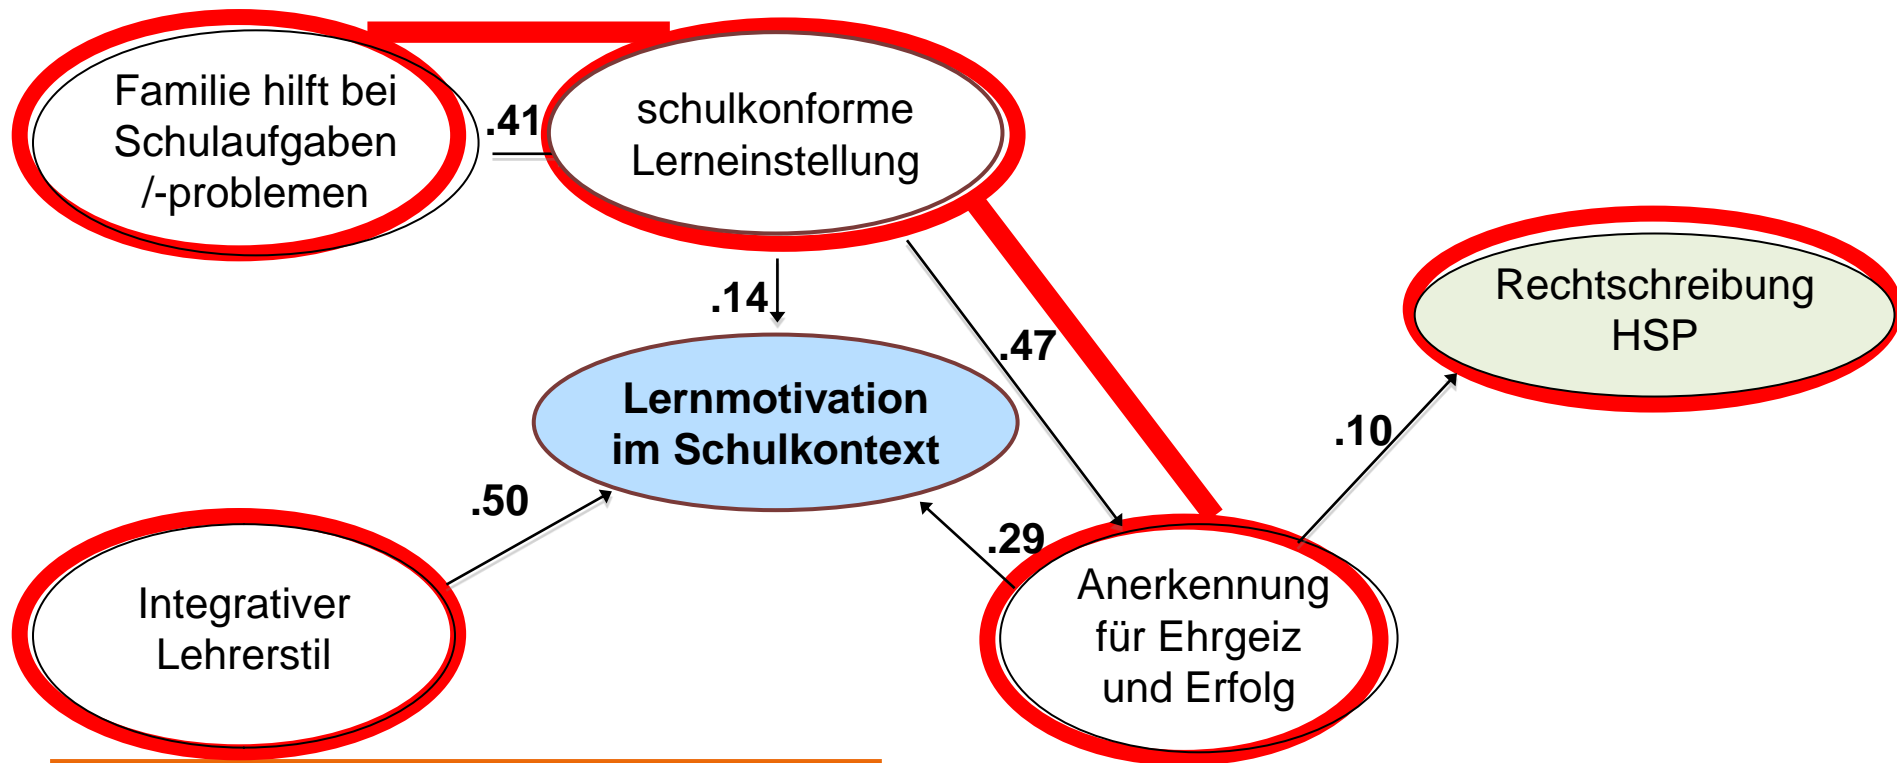 Familie hilft bei
Schulaufgaben
/-problemen
.41
schulkonforme
Lerneinstellung
.14
.47
Rechtschreibung
HSP
.10
Lernmotivation
im Schulkontext
.50
.29
Integrativer
Lehrerstil
Anerkennung
für Ehrgeiz
und Erfolg